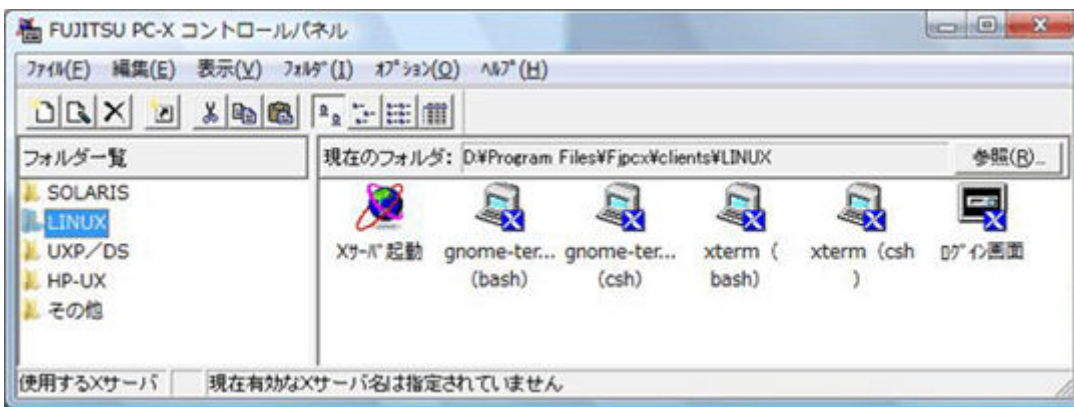 FUJITSU PC-X コントロールパネル
ﾌｧｲﾙ(F) 編集(E) 表示(V) ﾌｫﾙﾀﾞ(I) ｵﾌﾟｼｮﾝ(O) ﾍﾙﾌﾟ(H)
フォルダ一覧
現在のフォルダ: D:¥Program Files¥Fjpcx¥clients¥LINUX 参照(R)...
SOLARIS
LINUX
UXP／DS
HP-UX
その他
Xｻｰﾊﾞ起動
gnome-ter...
(bash)
gnome-ter...
(csh)
xterm (
bash)
xterm (csh
)
ﾛｸﾞｲﾝ画面
使用するXサーバ 現在有効なXサーバ名は指定されていません